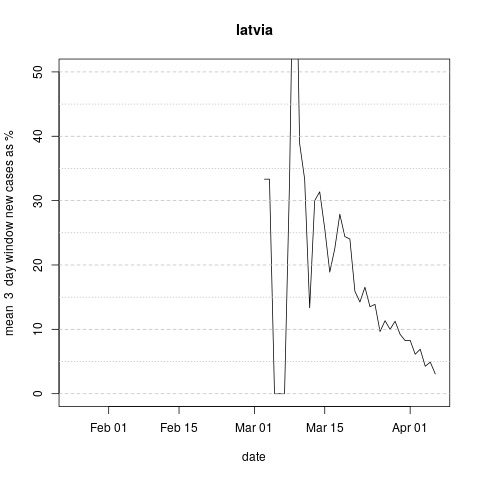 latvia
mean 3 day window new cases as %
50
40
30
20
10
0
Feb 01
Feb 15
Mar 01
Mar 15
Apr 01
date